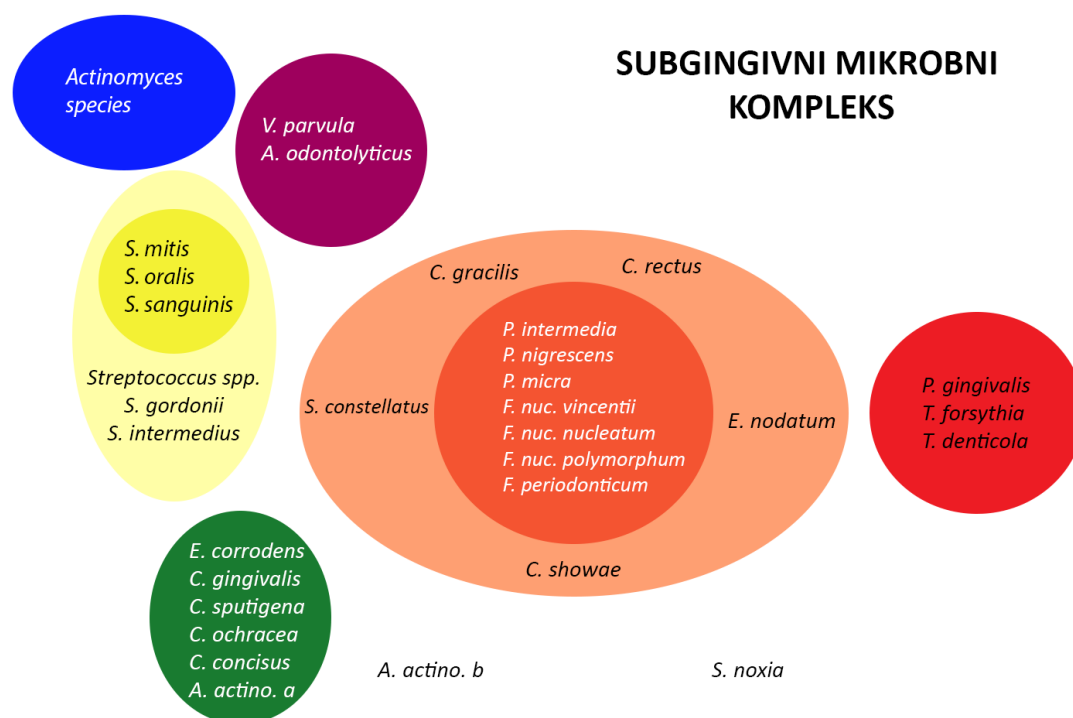 SUBGINGIVNI MIKROBNI
KOMPLEKS
Actinomyces
species
V. parvula
A. odontolyticus
S. mitis
S. oralis
S. sanguinis
Streptococcus spp.
S. gordonii
S. intermedius
C. gracilis
C. rectus
S. constellatus
P. intermedia
P. nigrescens
P. micra
F. nuc. vincentii
F. nuc. nucleatum
F. nuc. polymorphum
F. periodonticum
E. nodatum
C. showae
P. gingivalis
T. forsythia
T. denticola
E. corrodens
C. gingivalis
C. sputigena
C. ochracea
C. concisus
A. actino. a
A. actino. b
S. noxia